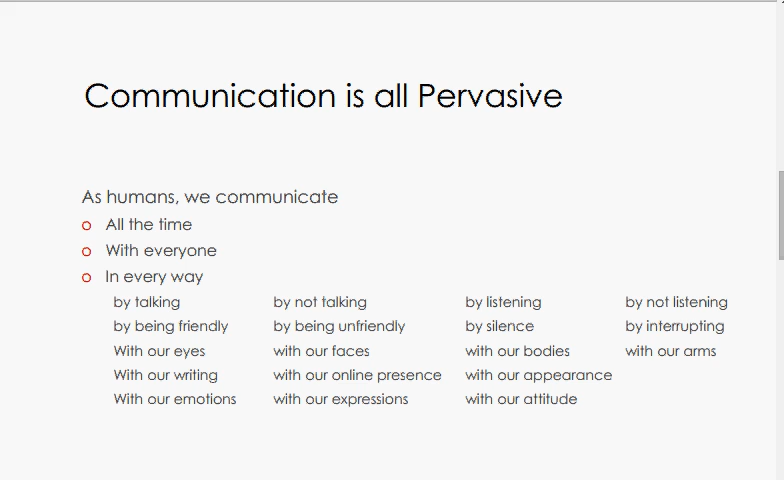 Communication is all Pervasive
As humans, we communicate
o All the time
o With everyone
o In every way
by talking by not talking by listening by not listening
by being friendly by being unfriendly by silence by interrupting
With our eyes with our faces with our bodies with our arms
With our writing with our online presence with our appearance
With our emotions with our expressions with our attitude